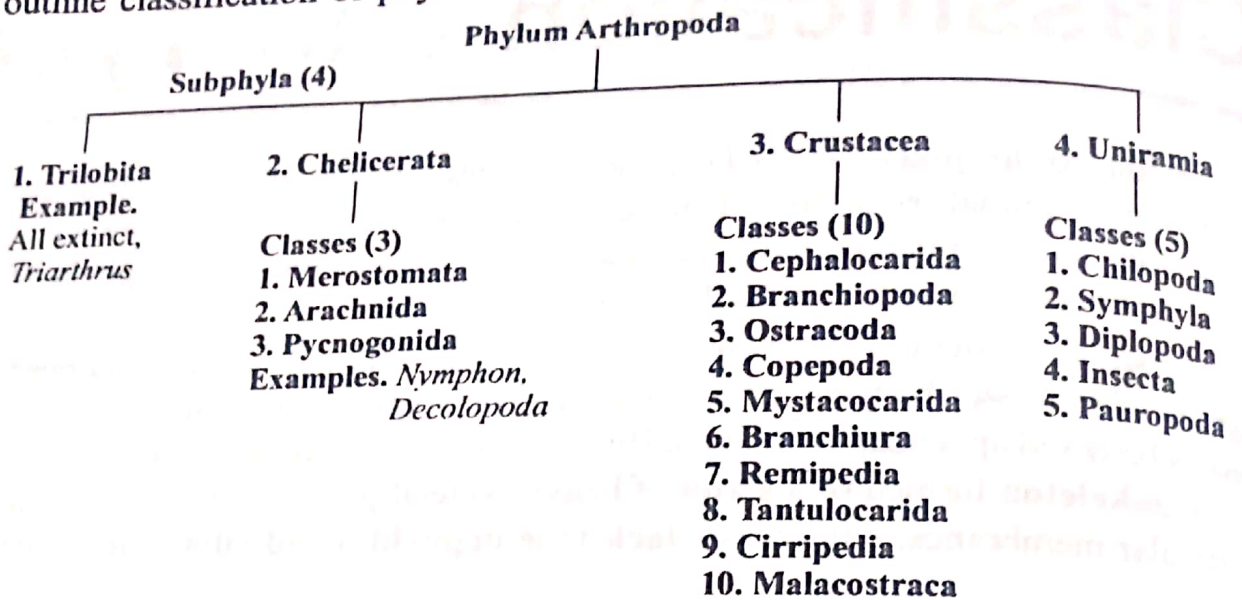 outline classification of
Phylum Arthropoda
Subphyla (4)
1. Trilobita
Example.
All extinct,
Triarthrus
2. Chelicerata
Classes (3)
1. Merostomata
2. Arachnida
3. Pycnogonida
Examples. Nymphon,
Decolopoda
3. Crustacea
Classes (10)
1. Cephalocarida
2. Branchiopoda
3. Ostracoda
4. Copepoda
5. Mystacocarida
6. Branchiura
7. Remipedia
8. Tantulocarida
9. Cirripedia
10. Malacostraca
4. Uniramia
Classes (5)
1. Chilopoda
2. Symphyla
3. Diplopoda
4. Insecta
5. Pauropoda